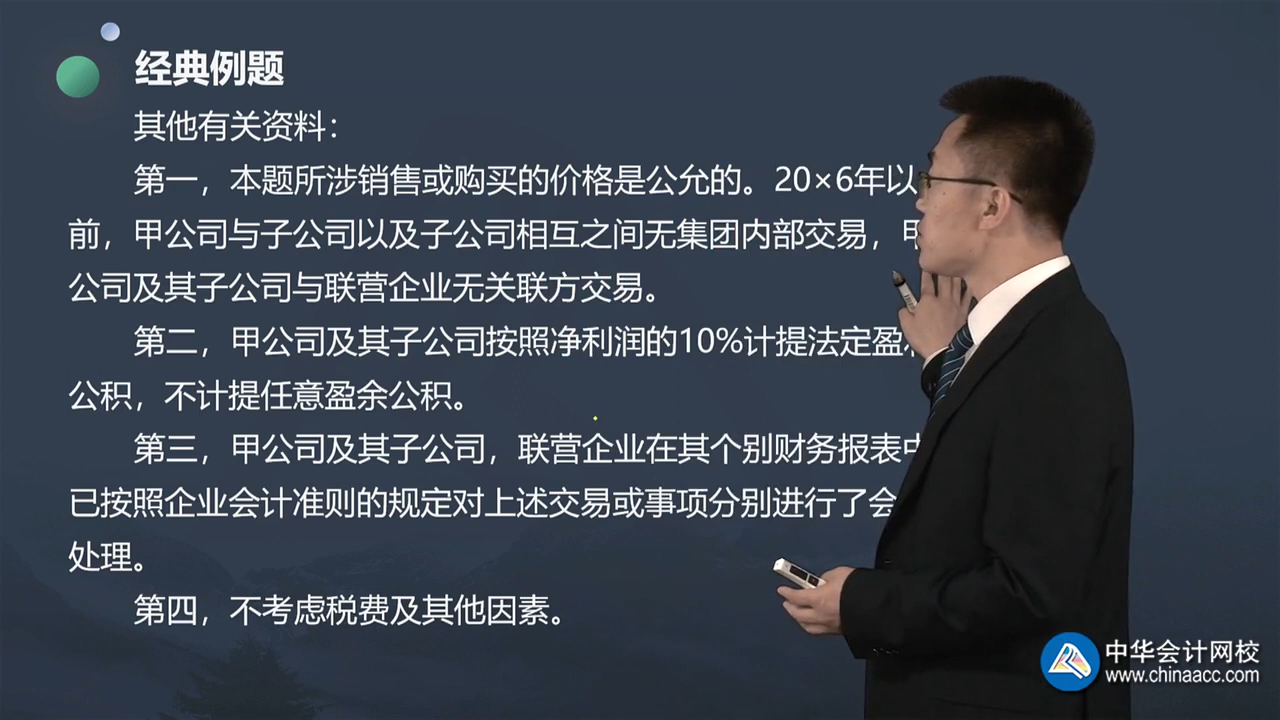 经典例题
其他有关资料：
第一，本题所涉销售或购买的价格是公允的。20×6年以
前，甲公司与子公司以及子公司相互之间无集团内部交易，甲
公司及其子公司与联营企业无关联方交易。
第二，甲公司及其子公司按照净利润的10%计提法定盈
公积，不计提任意盈余公积。
第三，甲公司及其子公司，联营企业在其个别财务报表中
已按照企业会计准则的规定对上述交易或事项分别进行了会
处理。
第四，不考虑税费及其他因素。
中华会计网校
www.chinaacc.com